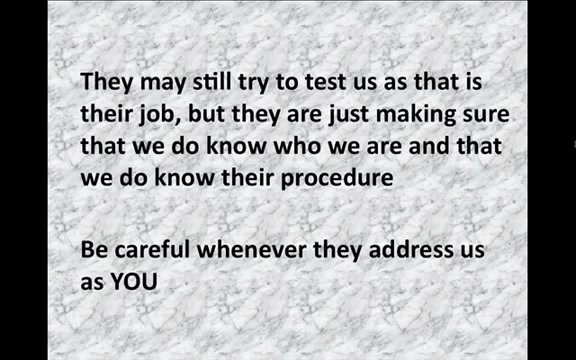 They may still try to test us as that is
their job, but they are just making sure
that we do know who we are and that
we do know their procedure
Be careful whenever they address us
as YOU